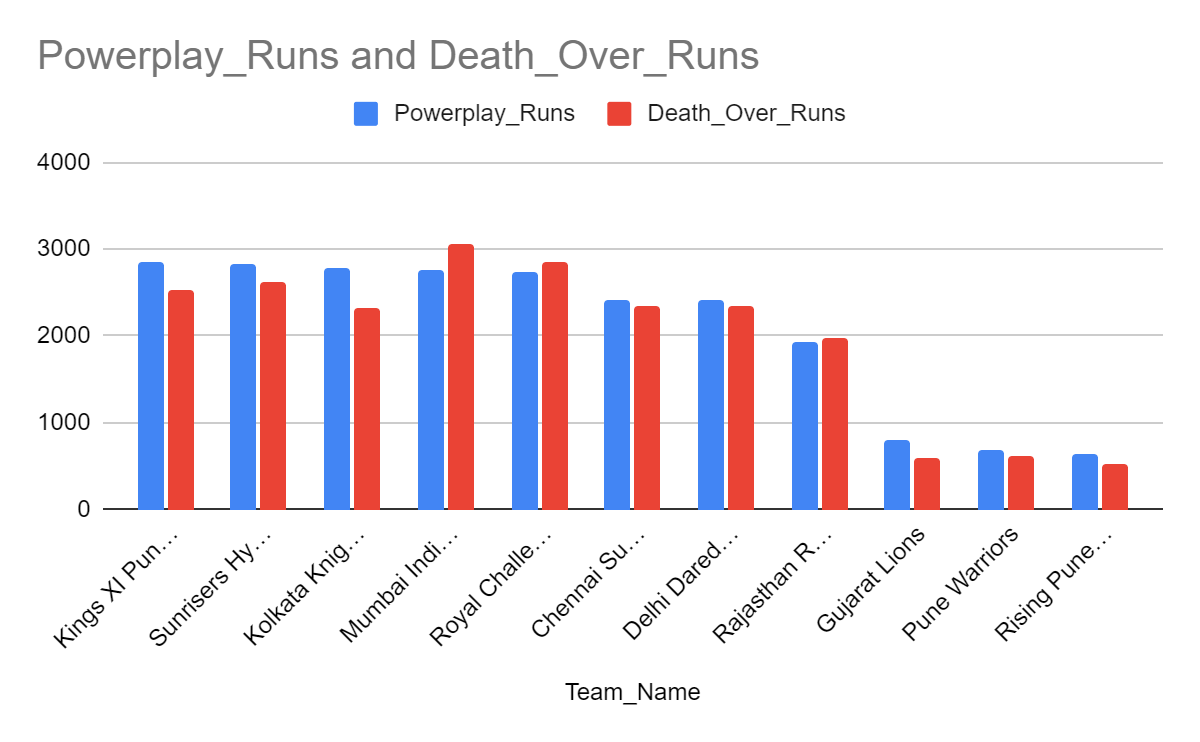 Powerplay_Runs and Death_Over_Runs
Powerplay_Runs Death_Over_Runs
4000
3000
2000
1000
0
Kings XI Pun…
Sunrisers Hy…
Kolkata Knig…
Mumbai Indi…
Royal Challe…
Chennai Su…
Delhi Dared…
Rajasthan R…
Gujarat Lions
Pune Warriors
Rising Pune…
Team_Name